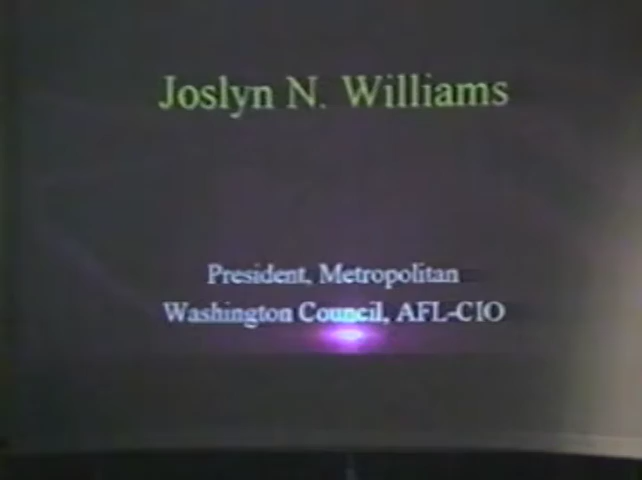 Joslyn N. Williams
President, Metropolitan
Washington Council, AFL-CIO